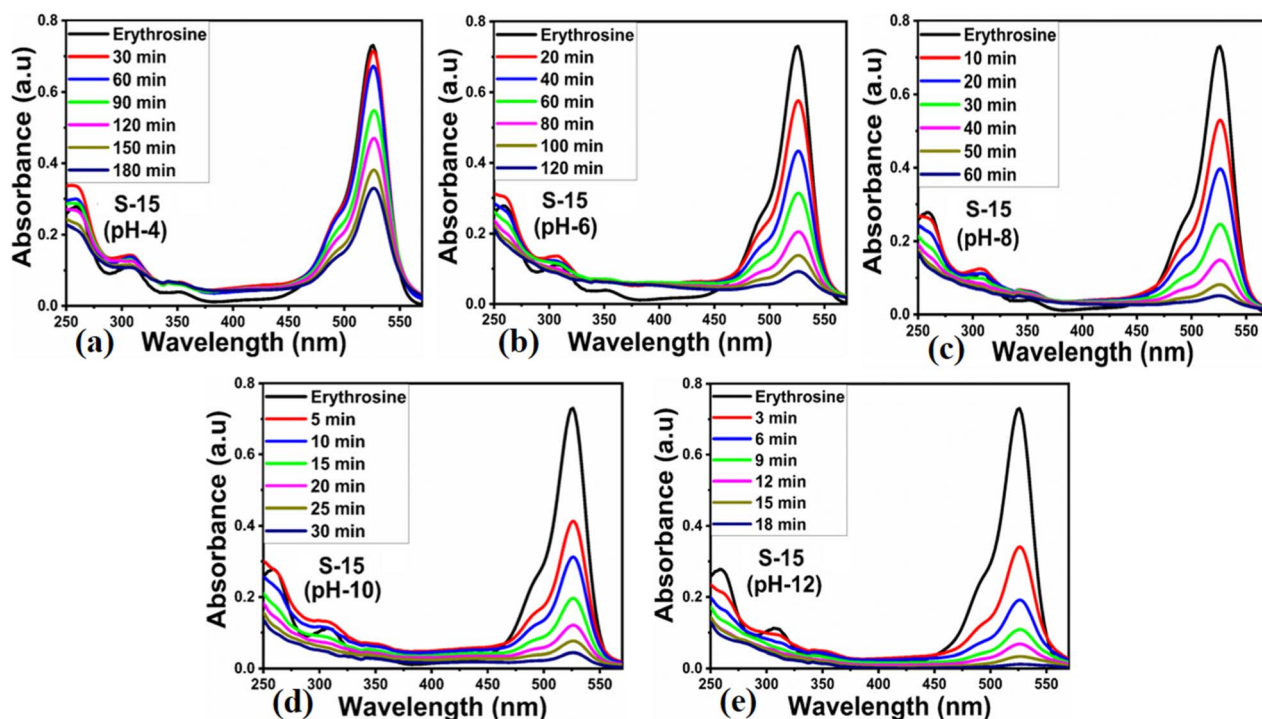 Absorbance (a.u)
0.8
0.6
0.4
0.2
0.0
Erythrosine
30 min
60 min
90 min
120 min
150 min
180 min
S-15
(pH-4)
250 300 350 400 450 500 550
(a) Wavelength (nm)
Absorbance (a.u)
0.8
0.6
0.4
0.2
0.0
Erythrosine
20 min
40 min
60 min
80 min
100 min
120 min
S-15
(pH-6)
250 300 350 400 450 500 550
(b) Wavelength (nm)
Absorbance (a.u)
0.8
0.6
0.4
0.2
0.0
Erythrosine
10 min
20 min
30 min
40 min
50 min
60 min
S-15
(pH-8)
250 300 350 400 450 500 550
(c) Wavelength (nm)
Absorbance (a.u)
0.8
0.6
0.4
0.2
0.0
Erythrosine
5 min
10 min
15 min
20 min
25 min
30 min
S-15
(pH-10)
250 300 350 400 450 500 550
(d) Wavelength (nm)
Absorbance (a.u)
0.8
0.6
0.4
0.2
0.0
Erythrosine
3 min
6 min
9 min
12 min
15 min
18 min
S-15
(pH-12)
250 300 350 400 450 500 550
(e) Wavelength (nm)